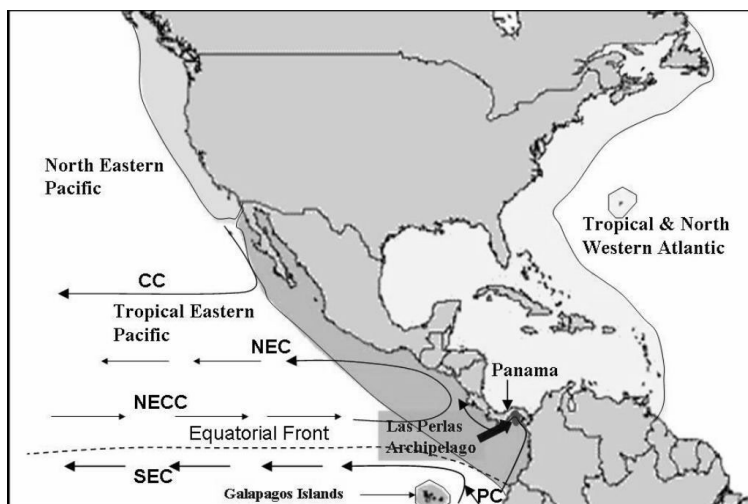 North Eastern
Pacific
Tropical & North
Western Atlantic
CC
Tropical Eastern
Pacific
NEC
Panama
NECC
Las Perlas
Archipelago
Equatorial Front
SEC
Galapagos Islands
PC